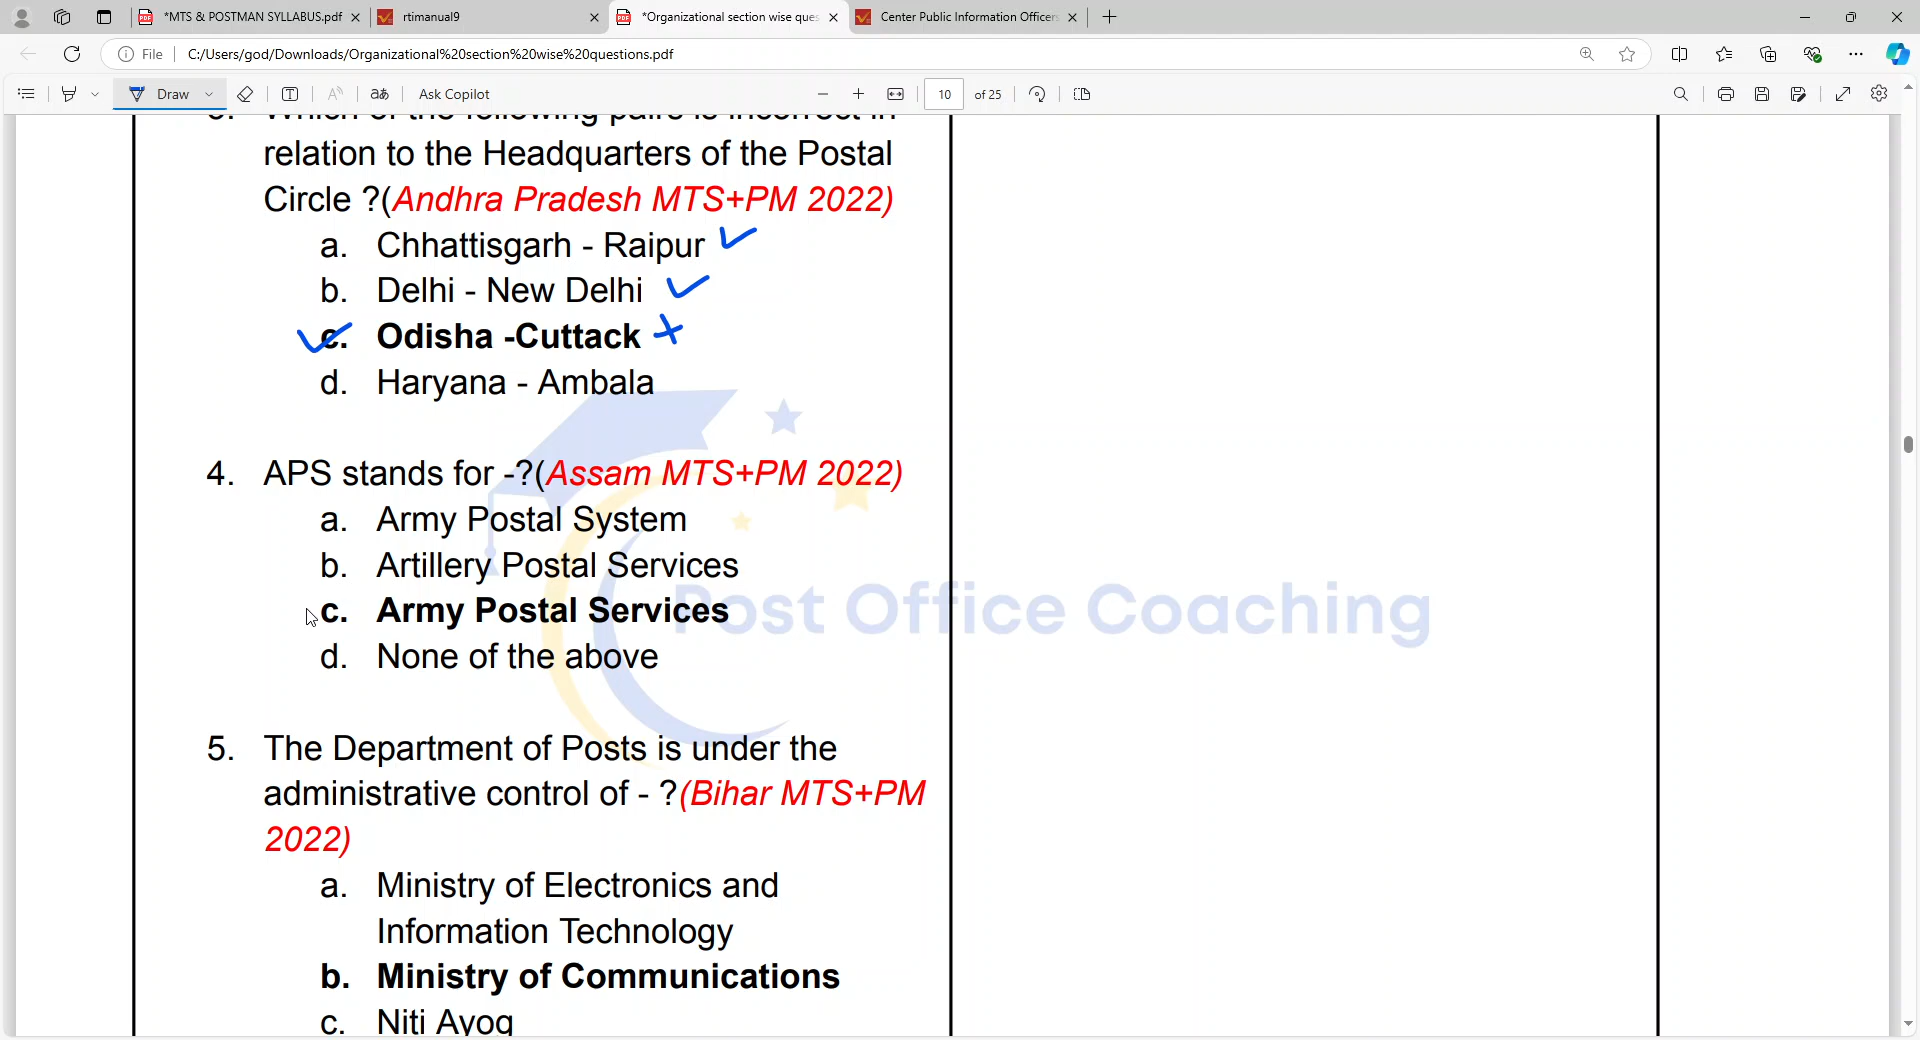 *MTS & POSTMAN SYLLABUS.pdf
rtimanual9
*Organizational section wise ques
Center Public Information Officers
File
C:/Users/god/Downloads/Organizational%20section%20wise%20questions.pdf
Draw
Ask Copilot
10 of 25
relation to the Headquarters of the Postal
Circle ?(Andhra Pradesh MTS+PM 2022)
a. Chhattisgarh - Raipur
b. Delhi - New Delhi
c. Odisha -Cuttack
d. Haryana - Ambala
4. APS stands for -?(Assam MTS+PM 2022)
a. Army Postal System
b. Artillery Postal Services
c. Army Postal Services
d. None of the above
Post Office Coaching
5. The Department of Posts is under the
administrative control of - ?(Bihar MTS+PM
2022)
a. Ministry of Electronics and
Information Technology
b. Ministry of Communications
c. Niti Ayog